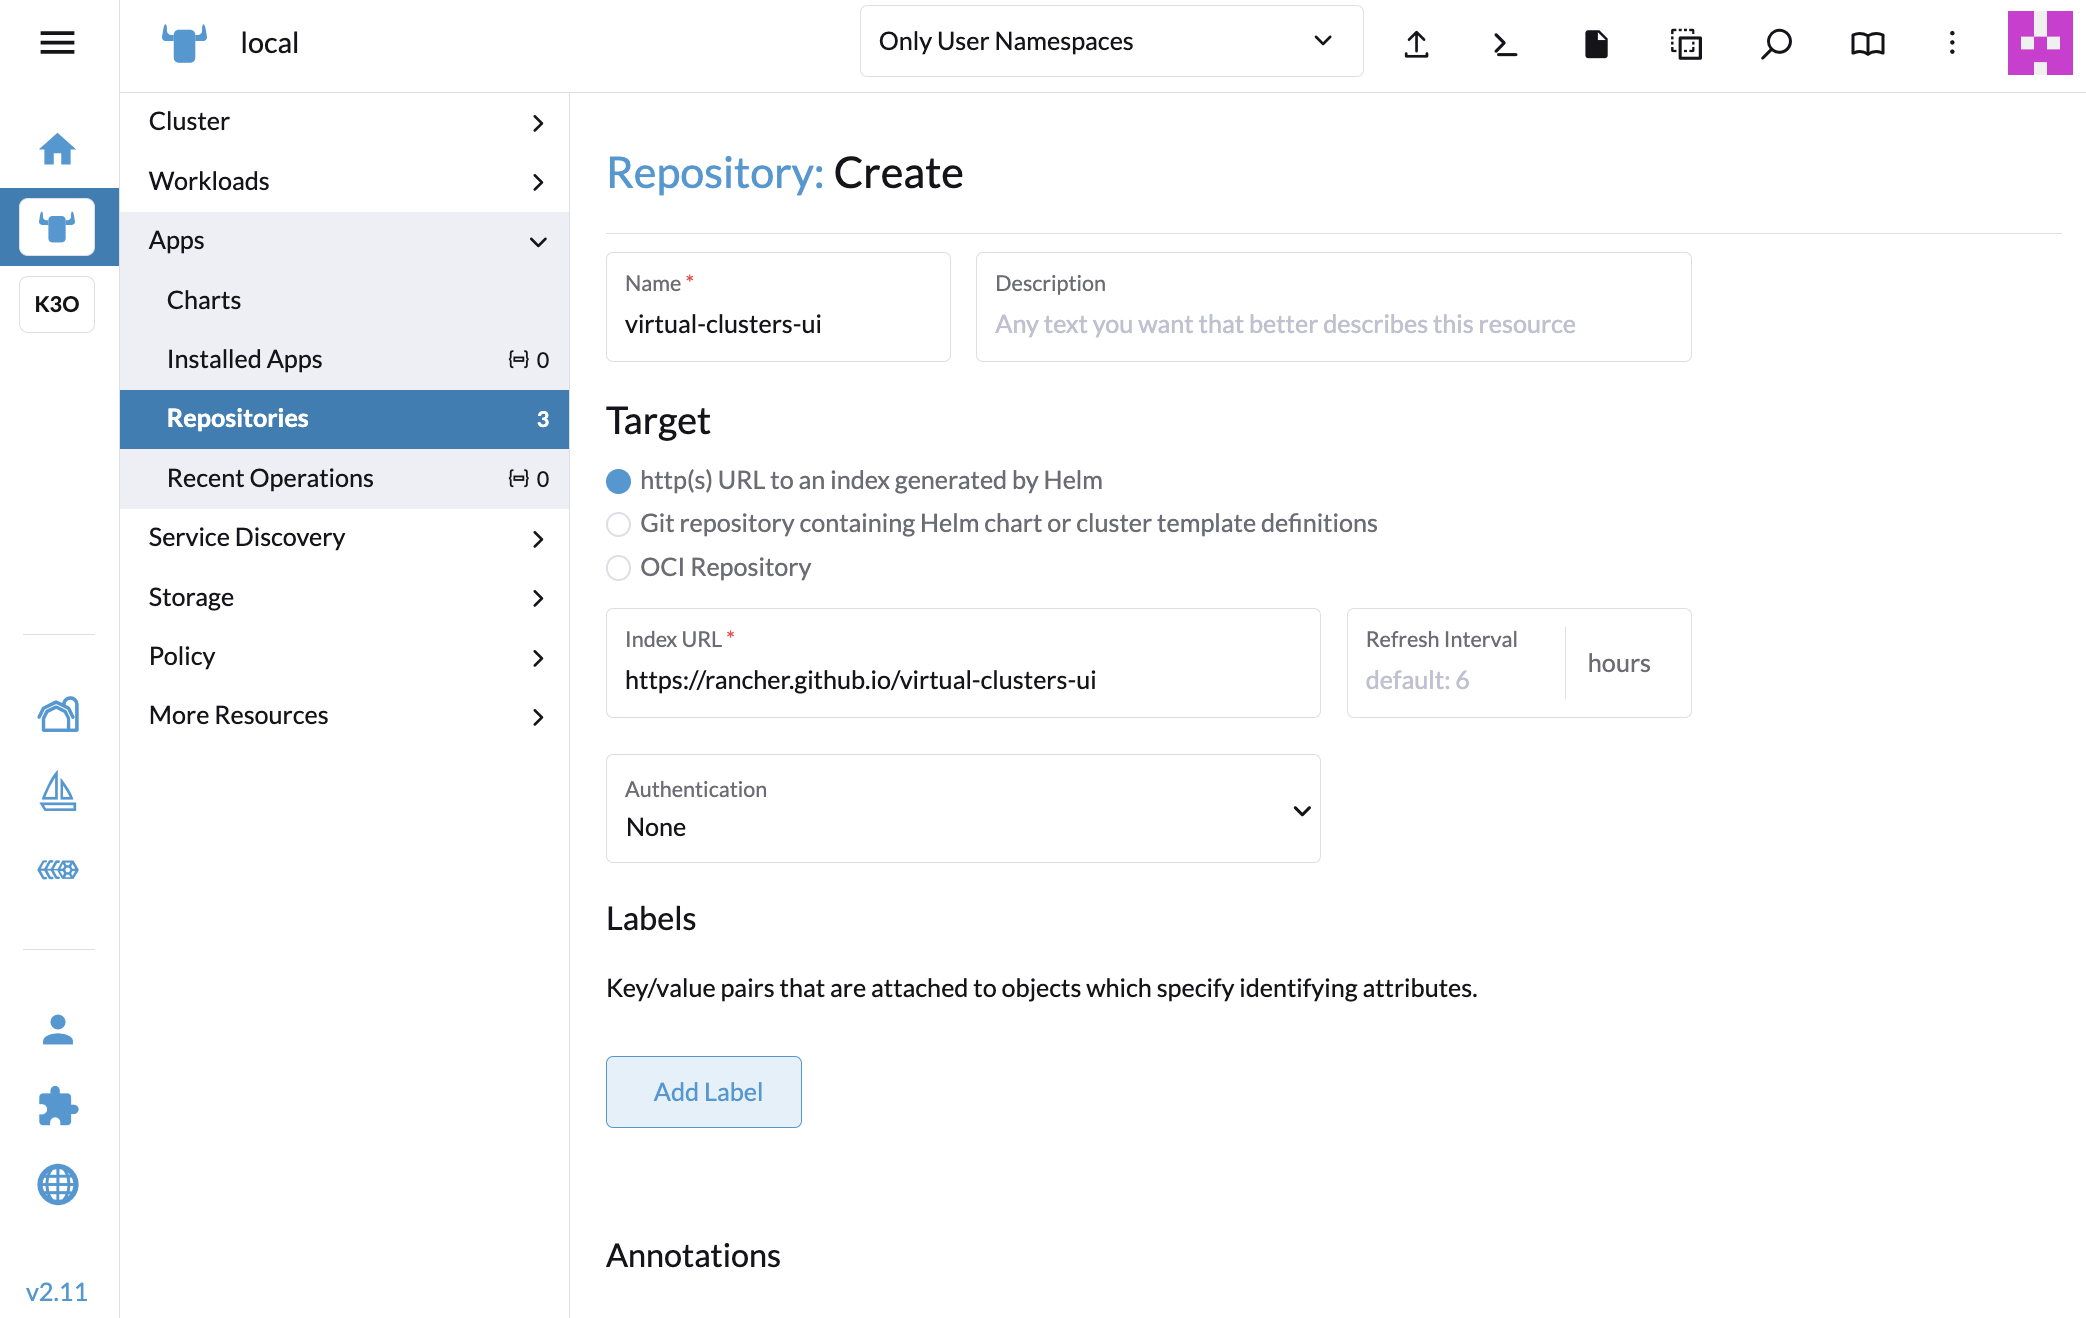 local
Only User Namespaces
K3O
v2.11
Cluster
Workloads
Apps
Charts
Installed Apps 0
Repositories 3
Recent Operations 0
Service Discovery
Storage
Policy
More Resources
Repository: Create
Name *
virtual-clusters-ui
Description
Any text you want that better describes this resource
Target
http(s) URL to an index generated by Helm
Git repository containing Helm chart or cluster template definitions
OCI Repository
Index URL *
https://rancher.github.io/virtual-clusters-ui
Refresh Interval
default: 6
hours
Authentication
None
Labels
Key/value pairs that are attached to objects which specify identifying attributes.
Add Label
Annotations